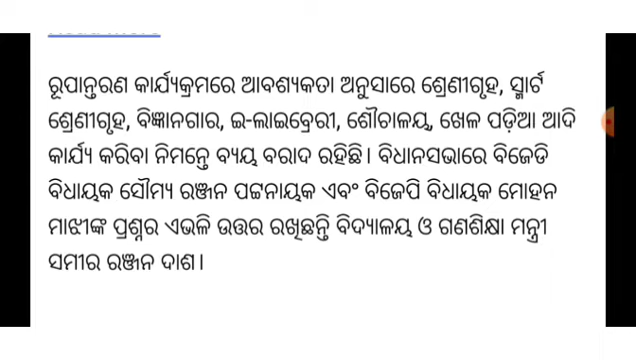 ରୂପାନ୍ତରଣ କାର୍ଯ୍ୟକ୍ରମରେ ଆବଶ୍ୟକତା ଅନୁସାରେ ଶ୍ରେଣୀଗୃହ, ସ୍ମାର୍ଟ
ଶ୍ରେଣୀଗୃହ, ବିଜ୍ଞାନଗାର, ଇ-ଲାଇବ୍ରେରୀ, ଶୌଚାଳୟ, ଖେଳ ପଡ଼ିଆ ଆଦି
କାର୍ଯ୍ୟ କରିବା ନିମନ୍ତେ ବ୍ୟୟ ବରାଦ ରହିଛି । ବିଧାନସଭାରେ ବିଜେଡି
ବିଧାୟକ ସୌମ୍ୟ ରଞ୍ଜନ ପଟ୍ଟନାୟକ ଏବଂ ବିଜେପି ବିଧାୟକ ମୋହନ
ମାଝୀଙ୍କ ପ୍ରଶ୍ନର ଏଭଳି ଉତ୍ତର ରଖିଛନ୍ତି ବିଦ୍ୟାଳୟ ଓ ଗଣଶିକ୍ଷା ମନ୍ତ୍ରୀ
ସମୀର ରଞ୍ଜନ ଦାଶ ।